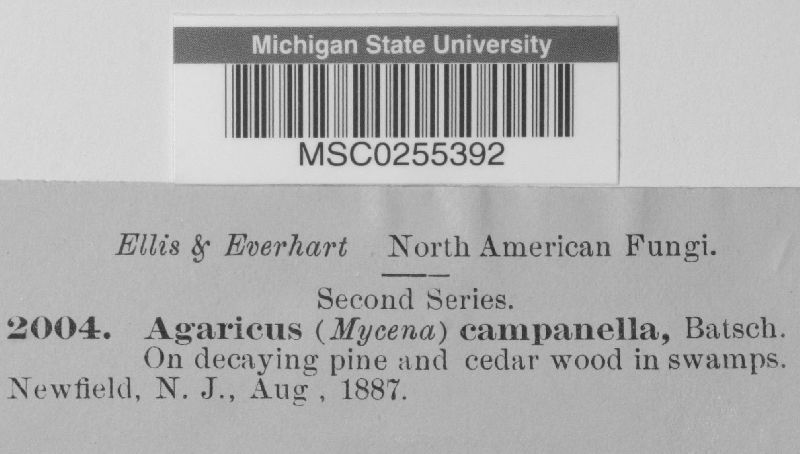 Michigan State University
MSC0255392
Ellis & Everhart North American Fungi.
Second Series.
2004. Agaricus (Mycena) campanella, Batsch.
On decaying pine and cedar wood in swamps.
Newfield, N. J., Aug , 1887.